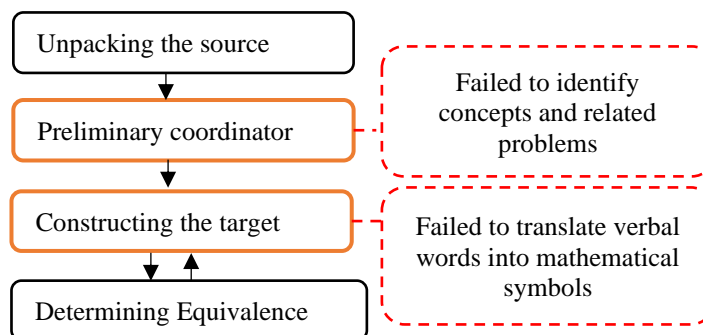 Unpacking the source
Failed to identify
concepts and related
problems
Preliminary coordinator
Constructing the target
Failed to translate verbal
words into mathematical
symbols
Determining Equivalence